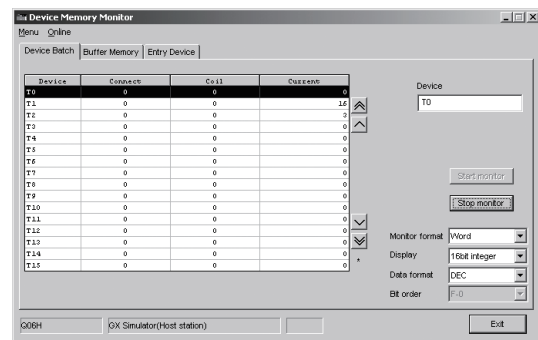 Device Memory Monitor
Menu Online
Device Batch Buffer Memory Entry Device
Device Connect Coil Current
T0 0 0 0
T1 0 0 16
T2 0 0 3
T3 0 0 0
T4 0 0 0
T5 0 0 0
T6 0 0 0
T7 0 0 0
T8 0 0 0
T9 0 0 0
T10 0 0 0
T11 0 0 0
T12 0 0 0
T13 0 0 0
T14 0 0 0
T15 0 0 0
*
Device
T0
Start monitor
Stop monitor
Monitor format Word
Display 16bit integer
Data format DEC
Bit order F-0
Q06H GX Simulator(Host station)
Exit